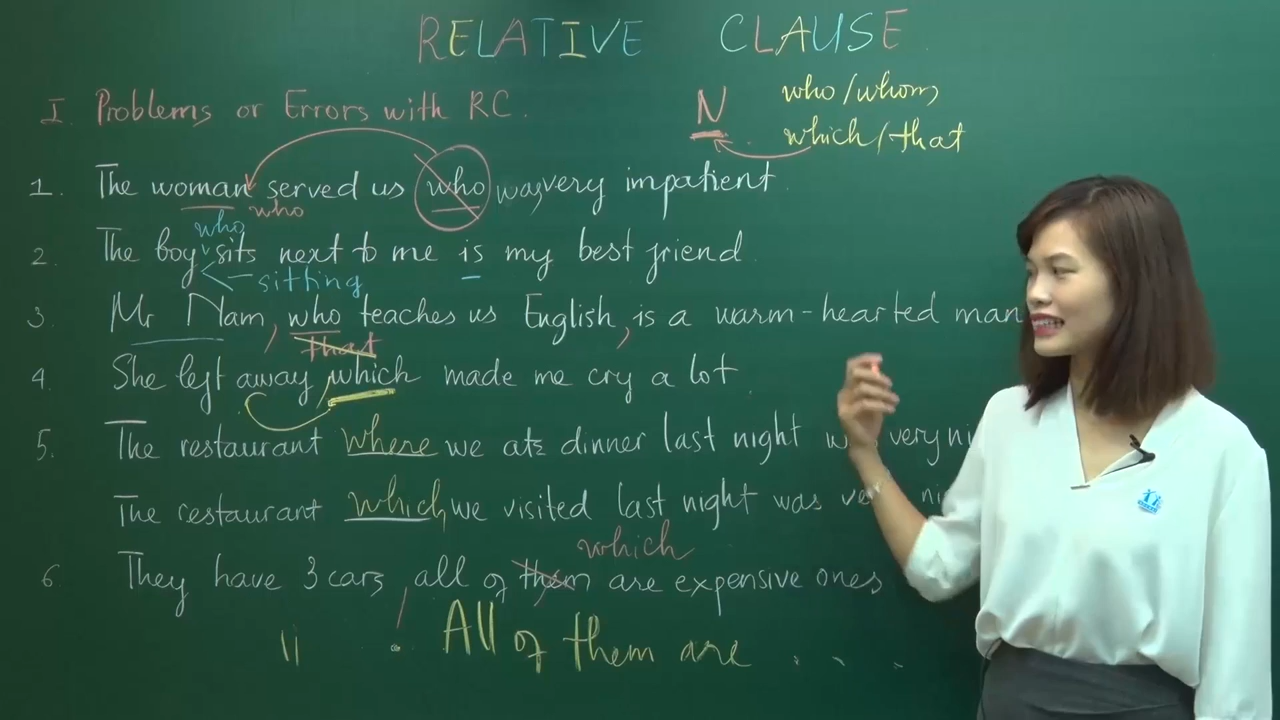 RELATIVE CLAUSE
I. Problems or Errors with RC.
N who/whom,
which/that
1. The woman served us who was very impatient.
who
who
2. The boy sits next to me is my best friend.
sitting
3. Mr Nam, who teaches us English, is a warm-hearted man
that
4. She left away, which made me cry a lot.
5. The restaurant where we ate dinner last night very
The restaurant which we visited last night was
which
6. They have 3 cars, all of them are expensive ones
All of them are . . . .